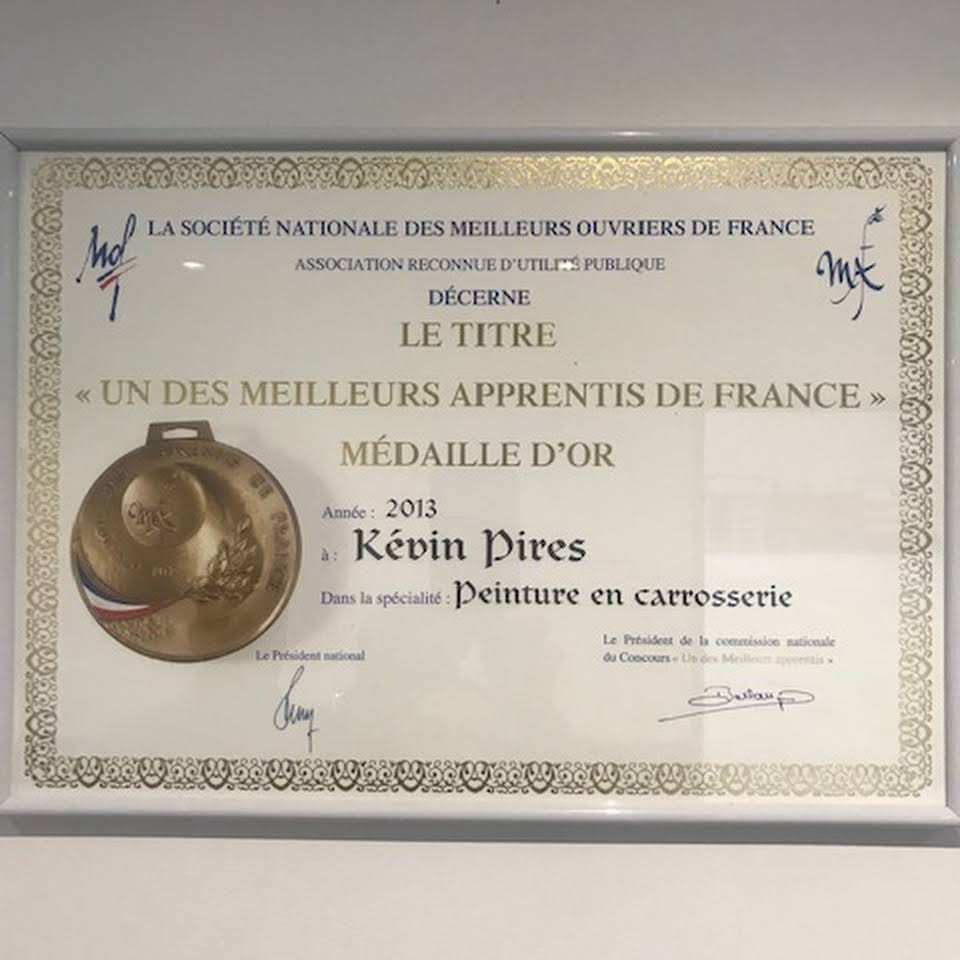 LA SOCIÉTÉ NATIONALE DES MEILLEURS OUVRIERS DE FRANCE
ASSOCIATION RECONNUE D'UTILITÉ PUBLIQUE
DÉCERNE
LE TITRE
« UN DES MEILLEURS APPRENTIS DE FRANCE »
MÉDAILLE D'OR
Année : 2013
à : Kévin Pires
Dans la spécialité : Peinture en carrosserie
Le Président national
Le Président de la commission nationale
du Concours « Un des Meilleurs apprentis »